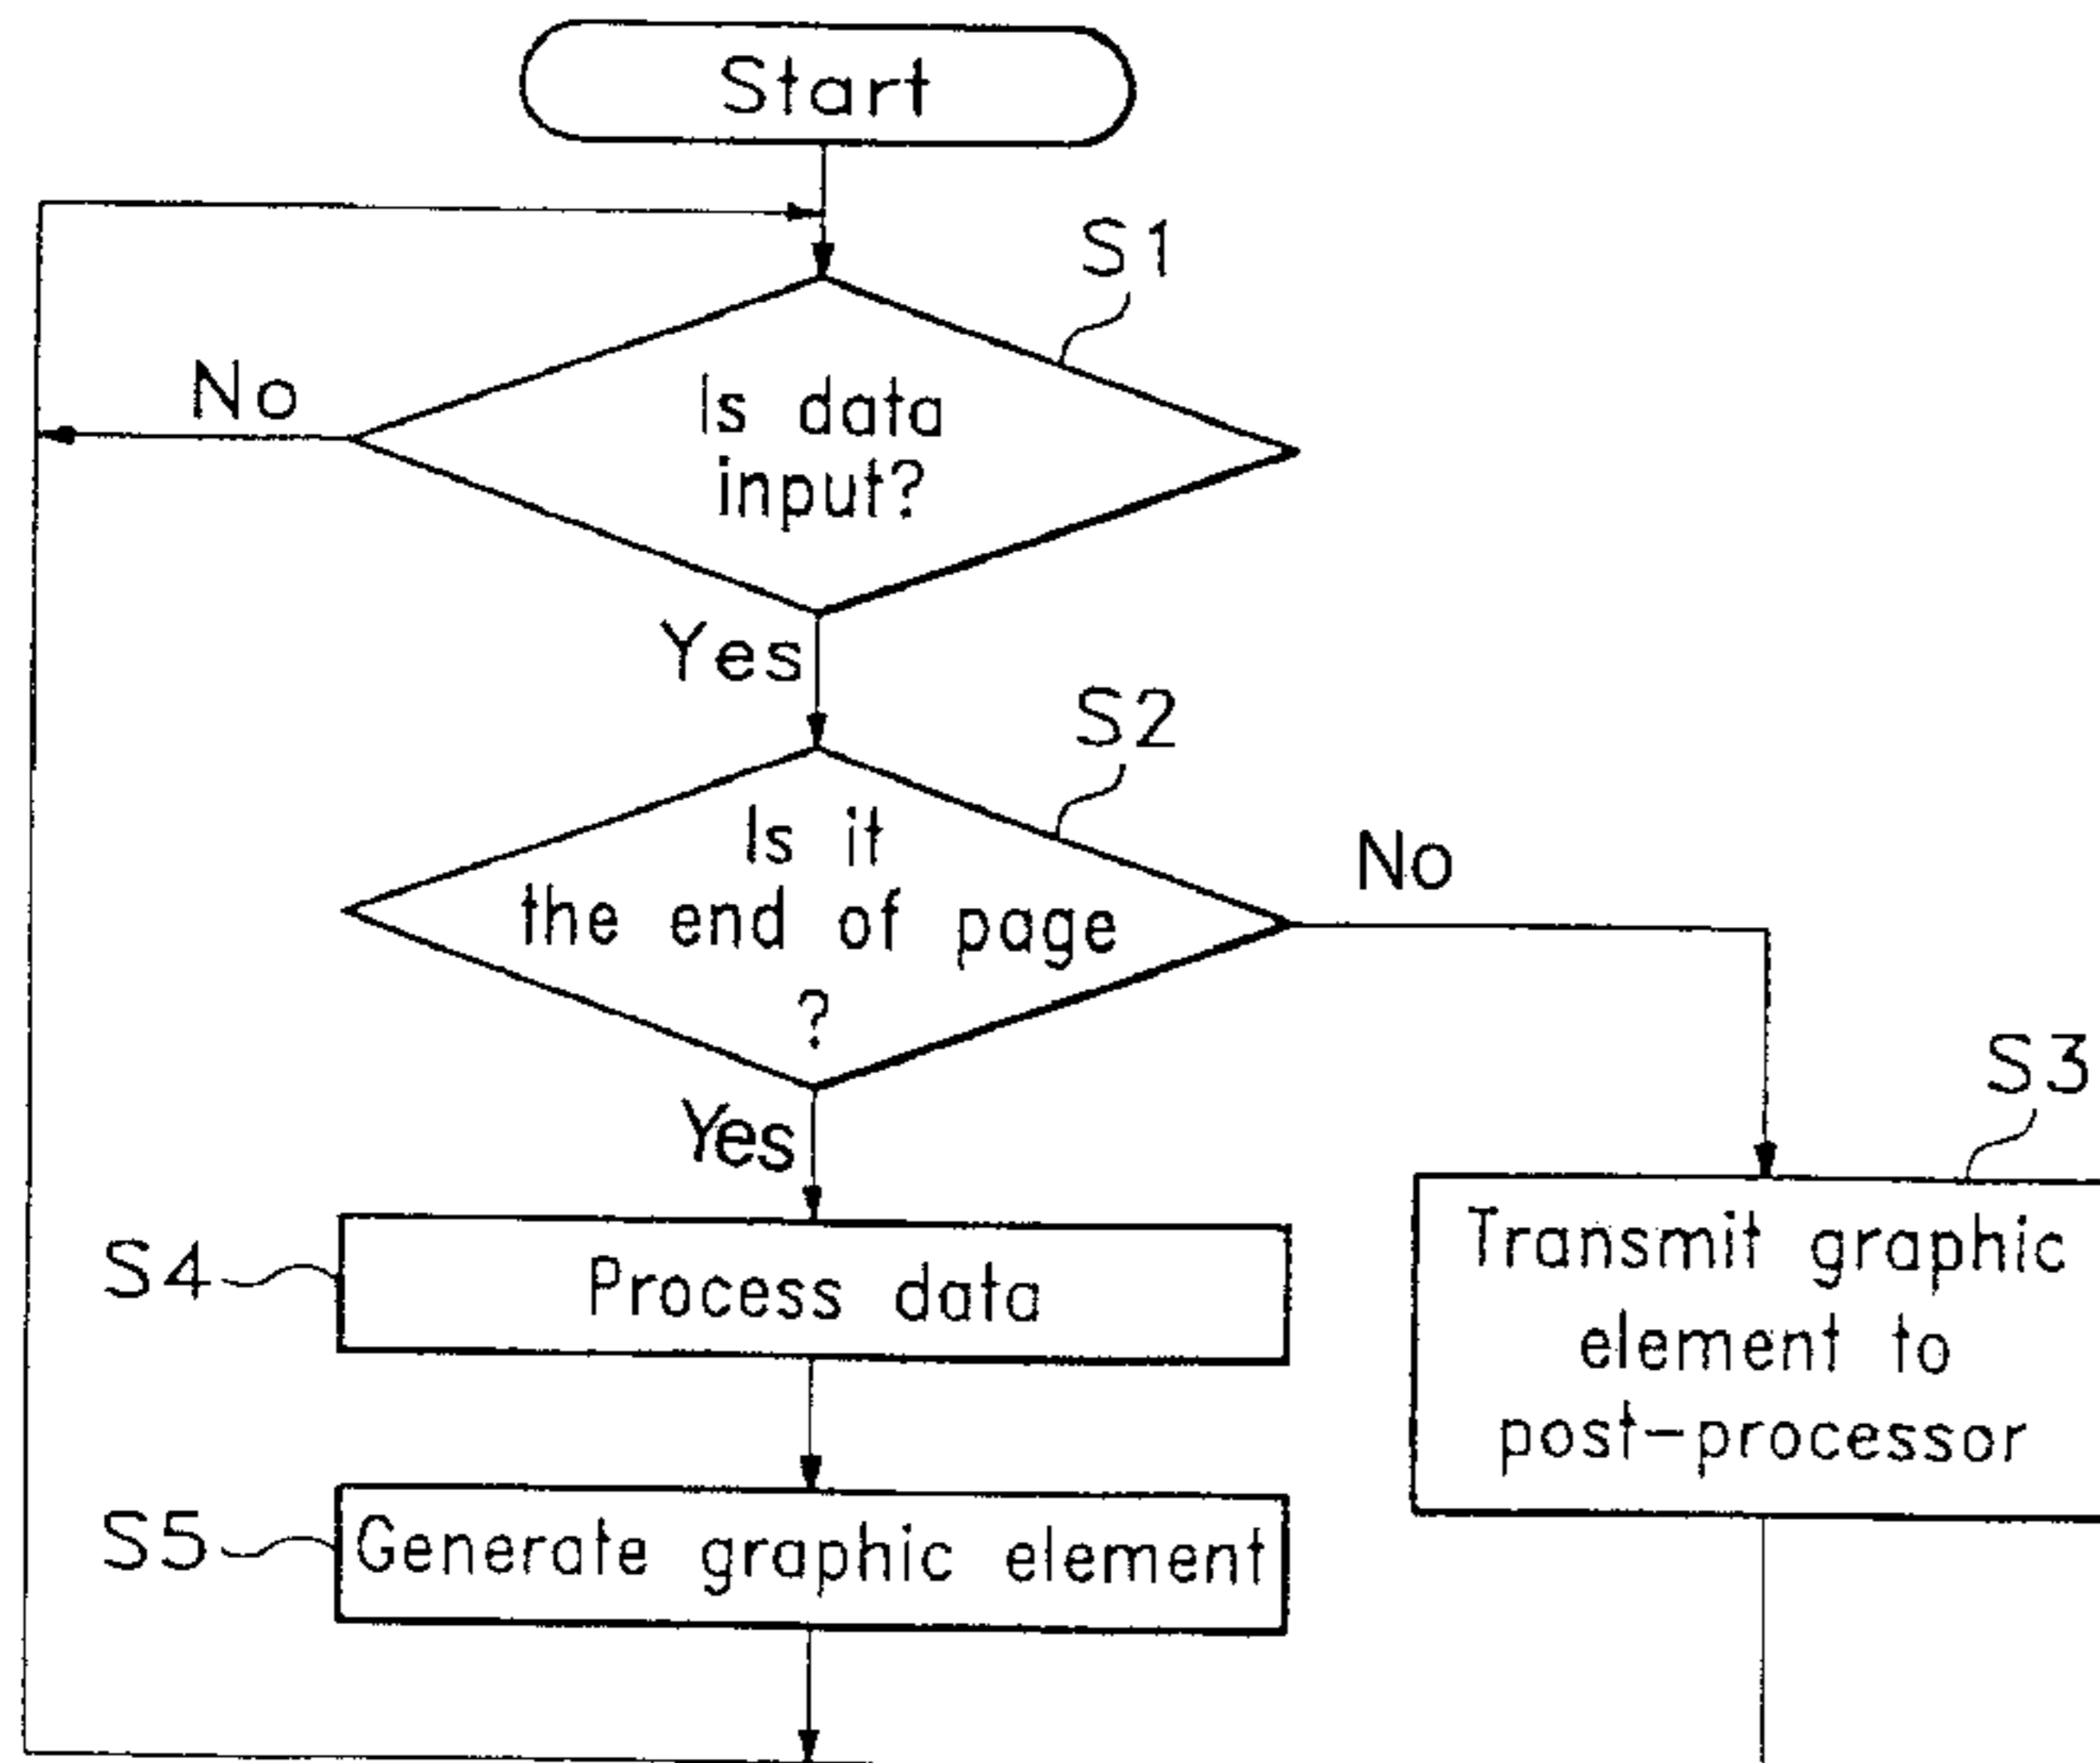 Start
S1
No
Is data
input?
Yes
S2
Is it
the end of page
?
No
Yes
S3
S4
Process data
Transmit graphic
element to
post-processor
S5
Generate graphic element